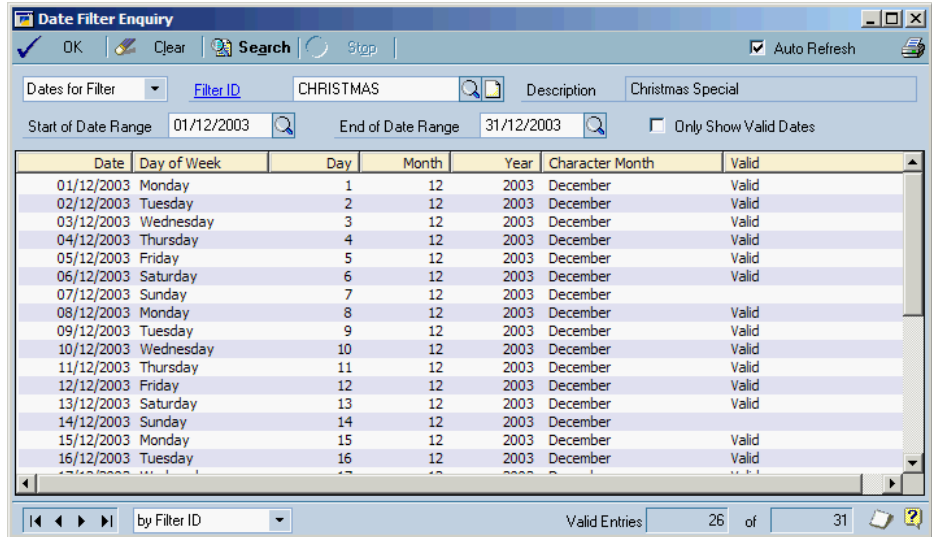 Date Filter Enquiry
OK Clear Search Stop Auto Refresh
Dates for Filter Filter ID CHRISTMAS Description Christmas Special
Start of Date Range 01/12/2003 End of Date Range 31/12/2003 Only Show Valid Dates
Date Day of Week Day Month Year Character Month Valid
01/12/2003 Monday 1 12 2003 December Valid
02/12/2003 Tuesday 2 12 2003 December Valid
03/12/2003 Wednesday 3 12 2003 December Valid
04/12/2003 Thursday 4 12 2003 December Valid
05/12/2003 Friday 5 12 2003 December Valid
06/12/2003 Saturday 6 12 2003 December Valid
07/12/2003 Sunday 7 12 2003 December
08/12/2003 Monday 8 12 2003 December Valid
09/12/2003 Tuesday 9 12 2003 December Valid
10/12/2003 Wednesday 10 12 2003 December Valid
11/12/2003 Thursday 11 12 2003 December Valid
12/12/2003 Friday 12 12 2003 December Valid
13/12/2003 Saturday 13 12 2003 December Valid
14/12/2003 Sunday 14 12 2003 December
15/12/2003 Monday 15 12 2003 December Valid
16/12/2003 Tuesday 16 12 2003 December Valid
by Filter ID Valid Entries 26 of 31